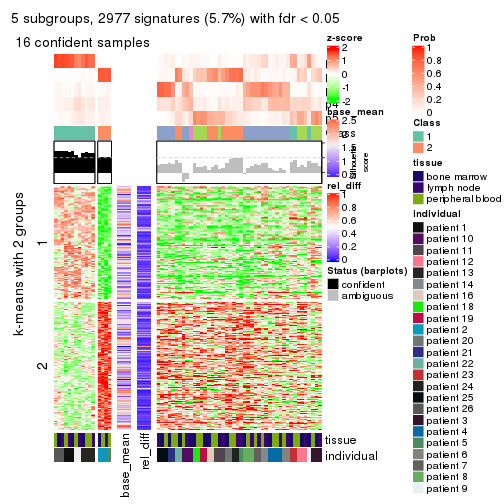 5 subgroups, 2977 signatures (5.7%) with fdr < 0.05
16 confident samples
k-means with 2 groups
1
2
base_mean
rel_diff
tissue
individual
Silhouette
score
z-score
2
1
0
-1
-2
base_mean
2.5
rel_diff
1
0.8
0.6
0.4
0.2
0
Status (barplots)
confident
ambiguous
Prob
1
0.8
0.6
0.4
0.2
0
Class
1
2
tissue
bone marrow
lymph node
peripheral blood
individual
patient 1
patient 10
patient 11
patient 12
patient 13
patient 14
patient 16
patient 18
patient 19
patient 2
patient 20
patient 21
patient 22
patient 23
patient 24
patient 25
patient 26
patient 3
patient 4
patient 5
patient 6
patient 7
patient 8
patient 9